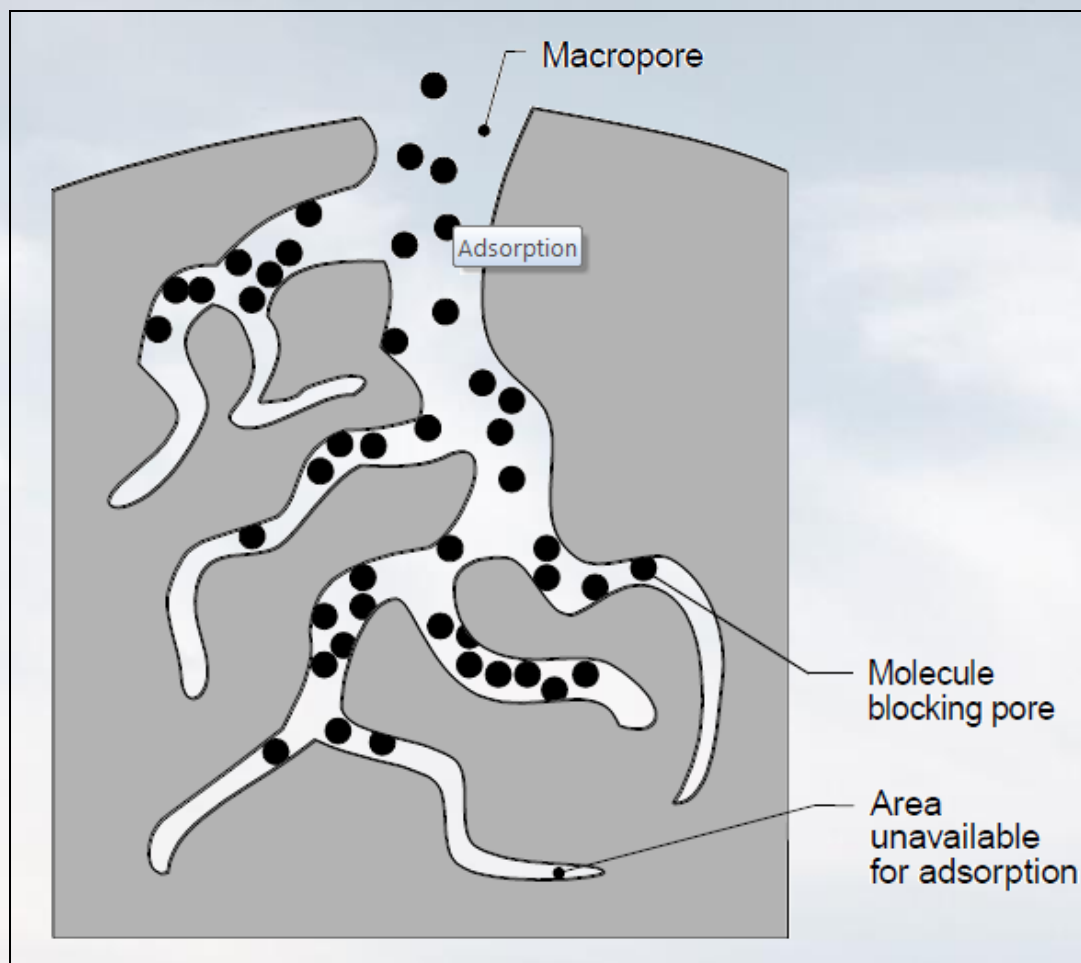 Macropore
Adsorption
Molecule
blocking pore
Area
unavailable
for adsorption